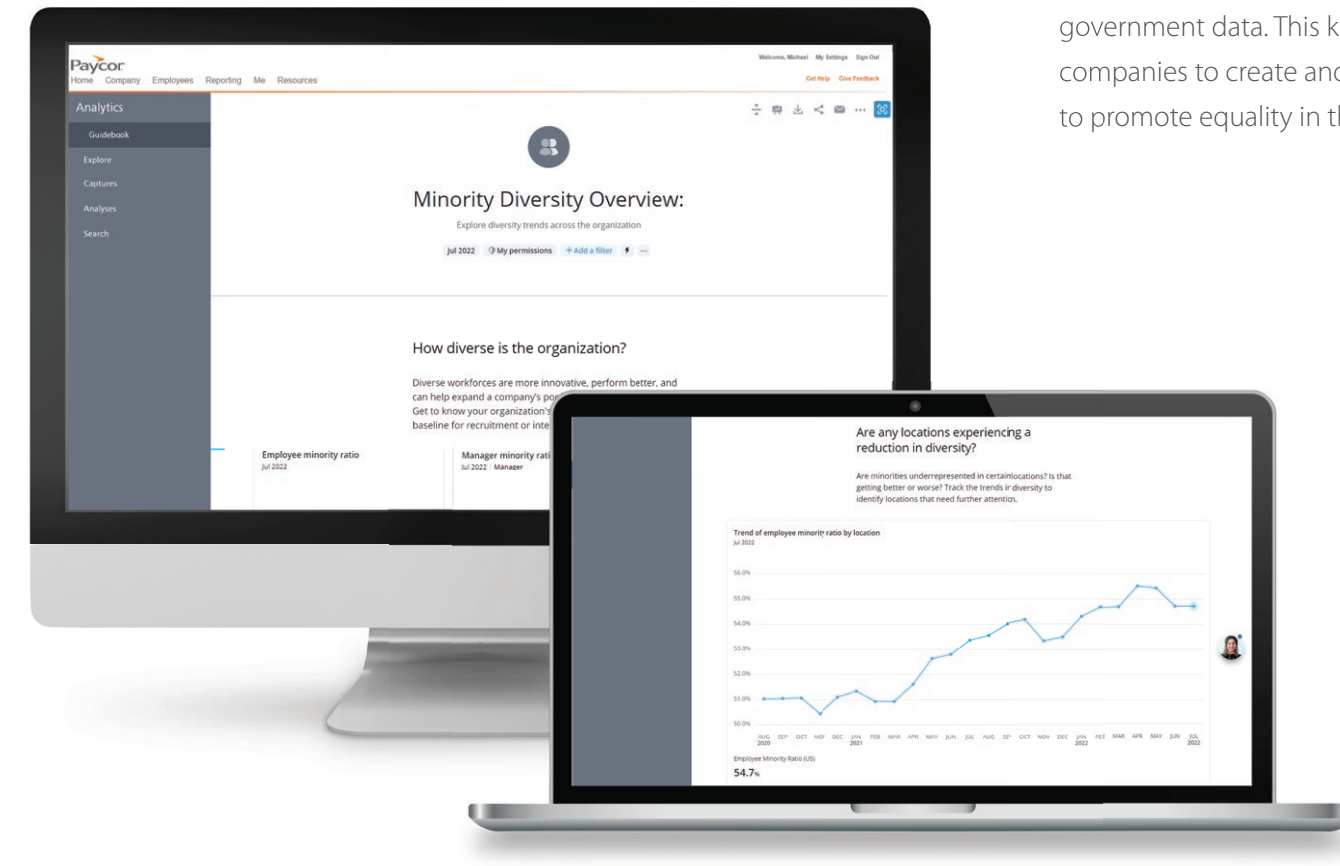 government data. This k
companies to create and
to promote equality in th
Paycor
Welcome, Michael My Settings Sign Out
Home Company Employees Reporting Me Resources
Get Help Give Feedback
Analytics
Guidebook
Explore
Captures
Analyses
Search
Minority Diversity Overview:
Explore diversity trends across the organization
Jul 2022 My permissions + Add a filter ...
How diverse is the organization?
Diverse workforces are more innovative, perform better, and
can help expand a company's
Get to know your organization's
baseline for recruitment or inte
Employee minority ratio
Jul 2022
Manager minority rati
Jul 2022 Manager
Are any locations experiencing a
reduction in diversity?
Are minorities underrepresented in certainlocations? Is that
getting better or worse? Track the trends ir diversity to
identify locations that need further attention.
Trend of employee minority ratio by location
Jul 2022
56.0%
55.0%
54.0%
53.0%
52.0%
51.0%
50.0%
AUG SEP OCT NOV DEC JAN FEB MAR APR MAY JUN JUL AUG SEP OCT NOV DEC JAN FEB MAR APR MAY JUN JUL
2020 2021 2022 2022
Employee Minority Ratio (US)
54.7%